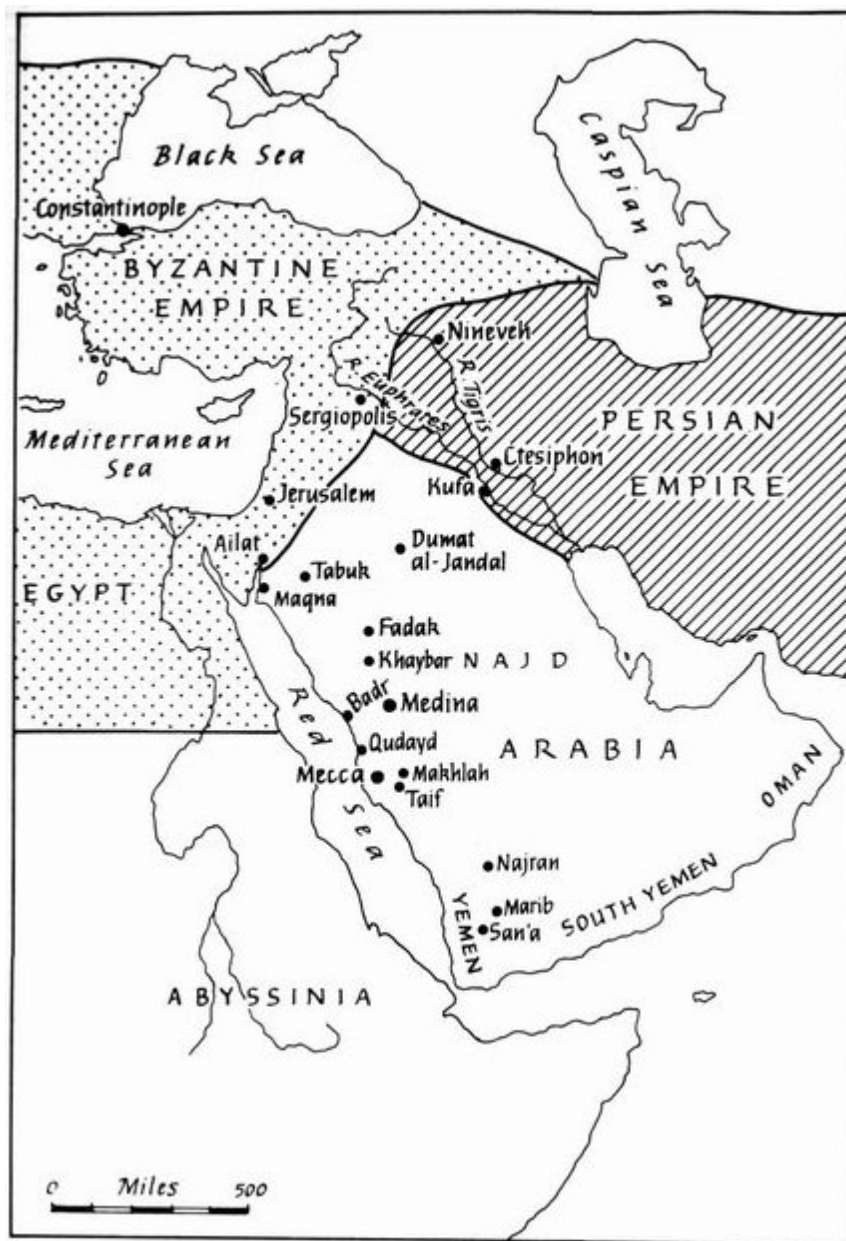 Black Sea
Caspian Sea
Constantinople
BYZANTINE
EMPIRE
Nineveh
R. Euphrates
R. Tigris
Sergiopolis
PERSIAN
EMPIRE
Mediterranean
Sea
Ctesiphon
Kufa
Jerusalem
Ailat
Dumat
al-Jandal
Tabuk
EGYPT
Maqna
Fadak
Khaybar
NAJD
Badr
Medina
Red Sea
Qudayd
ARABIA
Mecca
Makhlah
Taif
OMAN
Najran
Marib
SOUTH YEMEN
San'a
YEMEN
ABYSSINIA
0 Miles 500